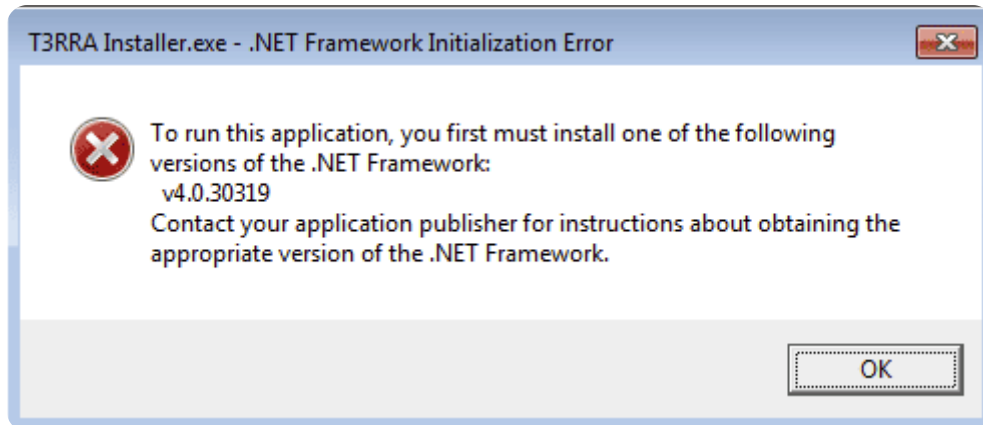 T3RRA Installer.exe - .NET Framework Initialization Error
To run this application, you first must install one of the following
versions of the .NET Framework:
v4.0.30319
Contact your application publisher for instructions about obtaining the
appropriate version of the .NET Framework.
OK